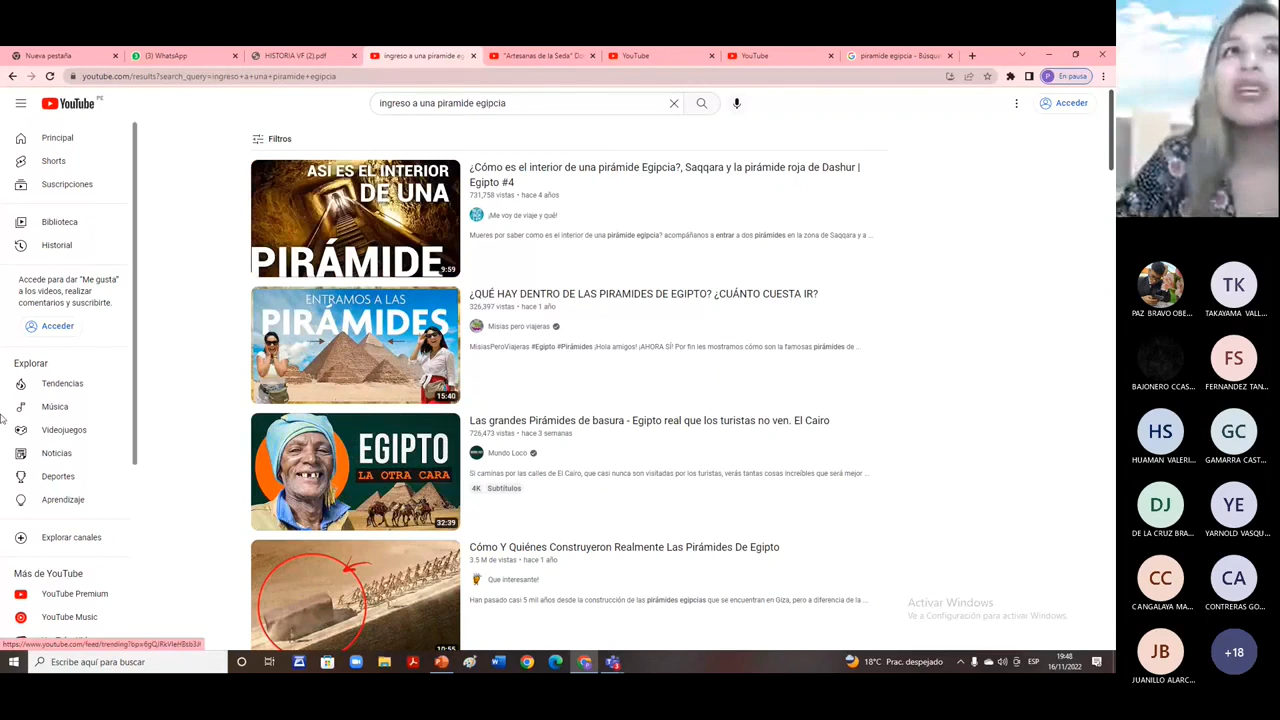 Nueva pestaña
(3) WhatsApp
HISTORIA VF (2).pdf
ingreso a una piramide eg
"Artesanas de la Seda" Do
YouTube
YouTube
piramide egipcia - Búsqu
youtube.com/results?search_query=ingreso+a+una+piramide+egipcia
P En pausa
YouTube PE
ingreso a una piramide egipcia
Acceder
Principal
Shorts
Suscripciones
Biblioteca
Historial
Accede para dar "Me gusta"
a los videos, realizar
comentarios y suscribirte.
Acceder
Explorar
Tendencias
Música
Videojuegos
Noticias
Deportes
Aprendizaje
Explorar canales
Más de YouTube
YouTube Premium
YouTube Music
Filtros
ASÍ ES EL INTERIOR
DE UNA
PIRÁMIDE
9:59
¿Cómo es el interior de una pirámide Egipcia?, Saqqara y la pirámide roja de Dashur |
Egipto #4
731,758 vistas • hace 4 años
¡Me voy de viaje y qué!
Mueres por saber como es el interior de una pirámide egipcia? acompáñanos a entrar a dos pirámides en la zona de Saqqara y a ...
ENTRAMOS A LAS
PIRÁMIDES
15:40
¿QUÉ HAY DENTRO DE LAS PIRAMIDES DE EGIPTO? ¿CUÁNTO CUESTA IR?
326,397 vistas • hace 1 año
Misias pero viajeras
MisiasPeroViajeras #Egipto #Pirámides ¡Hola amigos! ¡AHORA SÍ! Por fin les mostramos cómo son la famosas pirámides de ...
EGIPTO
LA OTRA CARA
32:39
Las grandes Pirámides de basura - Egipto real que los turistas no ven. El Cairo
726,473 vistas • hace 3 semanas
Mundo Loco
Si caminas por las calles de El Cairo, que casi nunca son visitadas por los turistas, verás tantas cosas increíbles que será mejor ...
4K Subtítulos
10:55
Cómo Y Quiénes Construyeron Realmente Las Pirámides De Egipto
3.5 M de vistas • hace 1 año
Que interesante!
Han pasado casi 5 mil años desde la construcción de las pirámides egipcias que se encuentran en Giza, pero a diferencia de la ...
Activar Windows
Ve a Configuración para activar Windows.
Escribe aquí para buscar
18°C Prac. despejado
ESP
19:48
16/11/2022
PAZ BRAVO OBE...
TK
TAKAYAMA VALL...
BAJONERO CCAS...
FS
FERNANDEZ TAN...
HS
HUAMAN VALERI...
GC
GAMARRA CAST...
DJ
DE LA CRUZ BRA...
YE
YARNOLD VASQU...
CC
CANGALAYA MA...
CA
CONTRERAS GO...
JB
JUANILLO ALARC...
+18